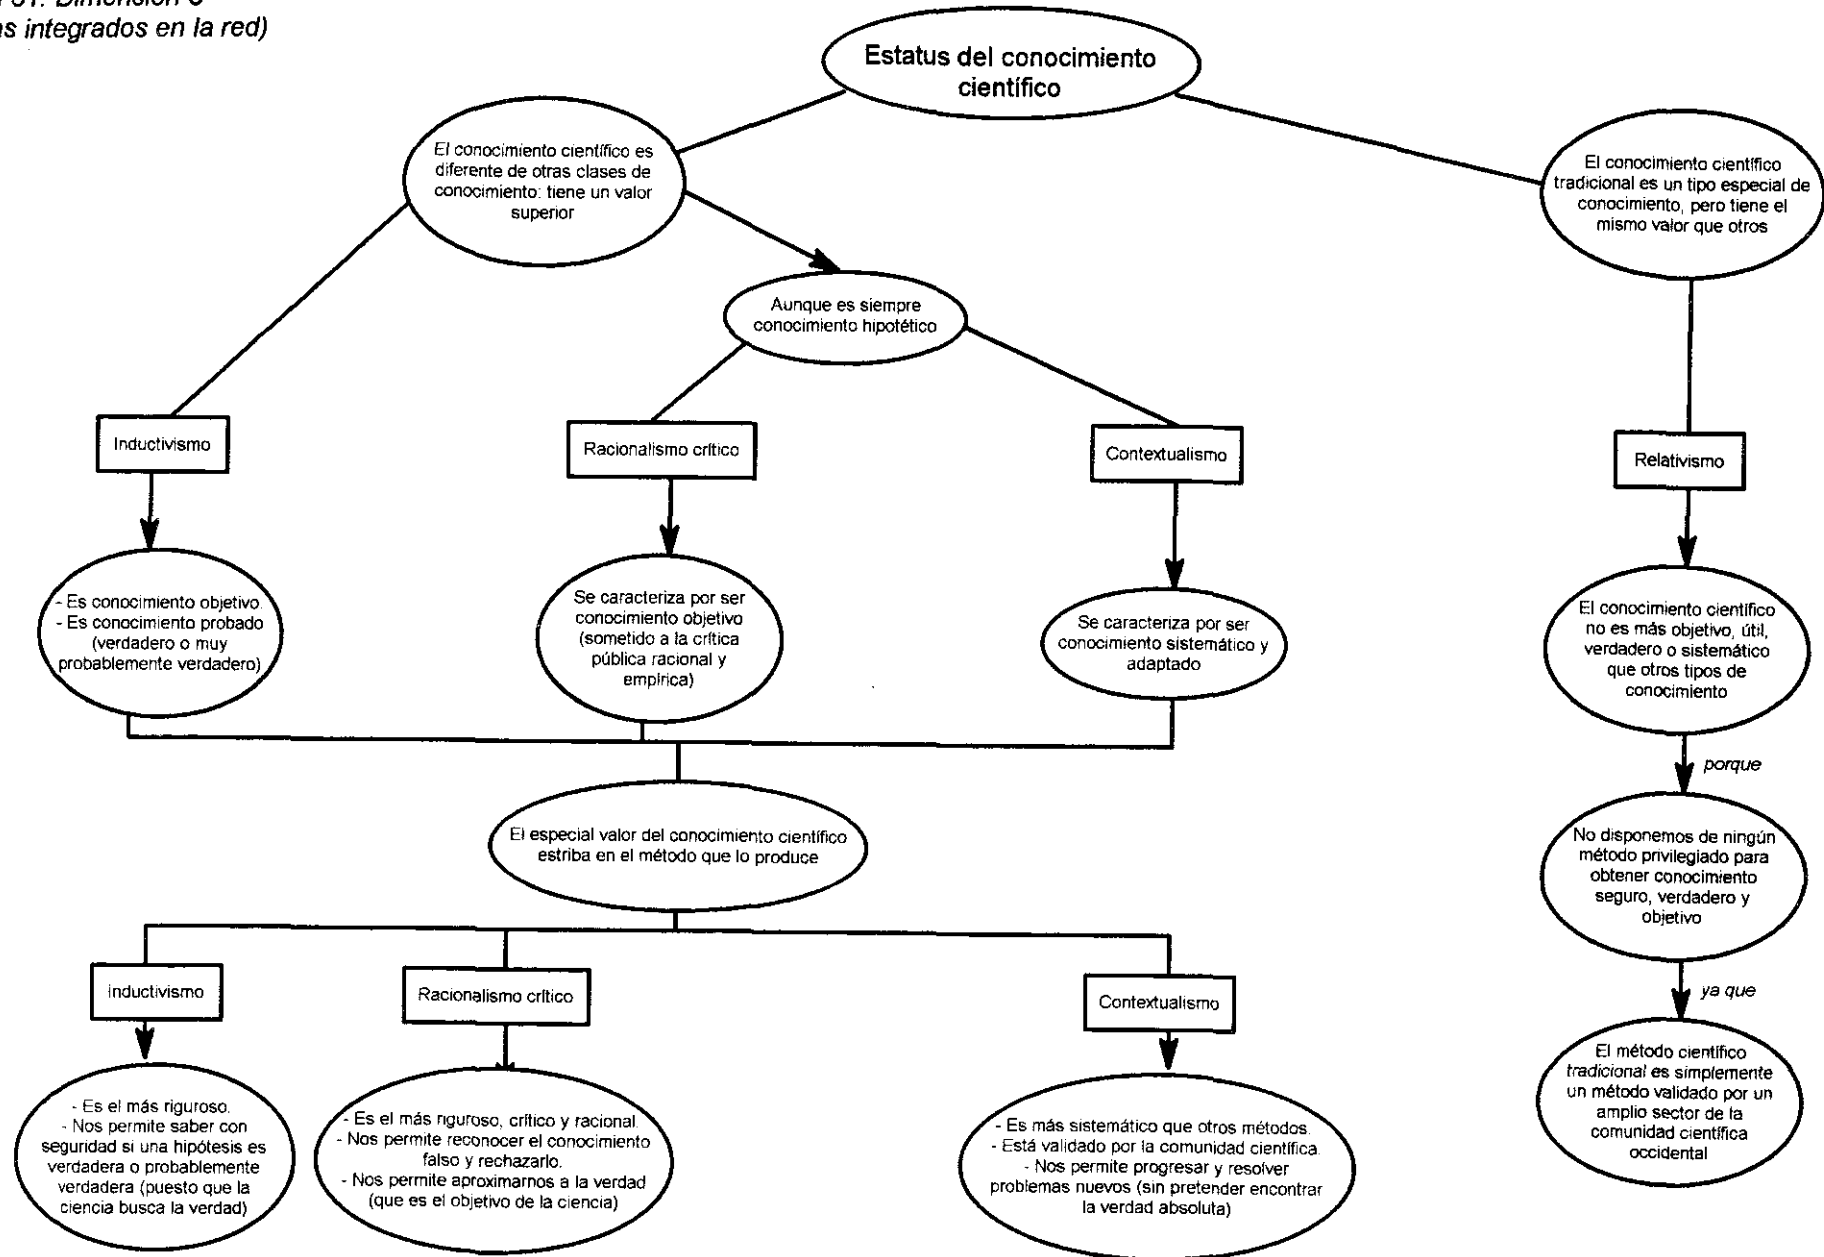 integrados en la red)
Estatus del conocimiento
científico
El conocimiento científico es
diferente de otras clases de
conocimiento: tiene un valor
superior
El conocimiento científico
tradicional es un tipo especial de
conocimiento, pero tiene el
mismo valor que otros
Aunque es siempre
conocimiento hipotético
Inductivismo
Racionalismo crítico
Contextualismo
Relativismo
- Es conocimiento objetivo.
- Es conocimiento probado
(verdadero o muy
probablemente verdadero)
Se caracteriza por ser
conocimiento objetivo
(sometido a la crítica
pública racional y
empírica)
Se caracteriza por ser
conocimiento sistemático y
adaptado
El conocimiento científico
no es más objetivo, útil,
verdadero o sistemático
que otros tipos de
conocimiento
porque
El especial valor del conocimiento científico
estriba en el método que lo produce
No disponemos de ningún
método privilegiado para
obtener conocimiento
seguro, verdadero y
objetivo
ya que
Inductivismo
Racionalismo crítico
Contextualismo
- Es el más riguroso.
- Nos permite saber con
seguridad si una hipótesis es
verdadera o probablemente
verdadera (puesto que la
ciencia busca la verdad)
- Es el más riguroso, crítico y racional.
- Nos permite reconocer el conocimiento
falso y rechazarlo.
- Nos permite aproximarnos a la verdad
(que es el objetivo de la ciencia)
- Es más sistemático que otros métodos.
- Está validado por la comunidad científica.
- Nos permite progresar y resolver
problemas nuevos (sin pretender encontrar
la verdad absoluta)
El método científico
tradicional es simplemente
un método validado por un
amplio sector de la
comunidad científica
occidental